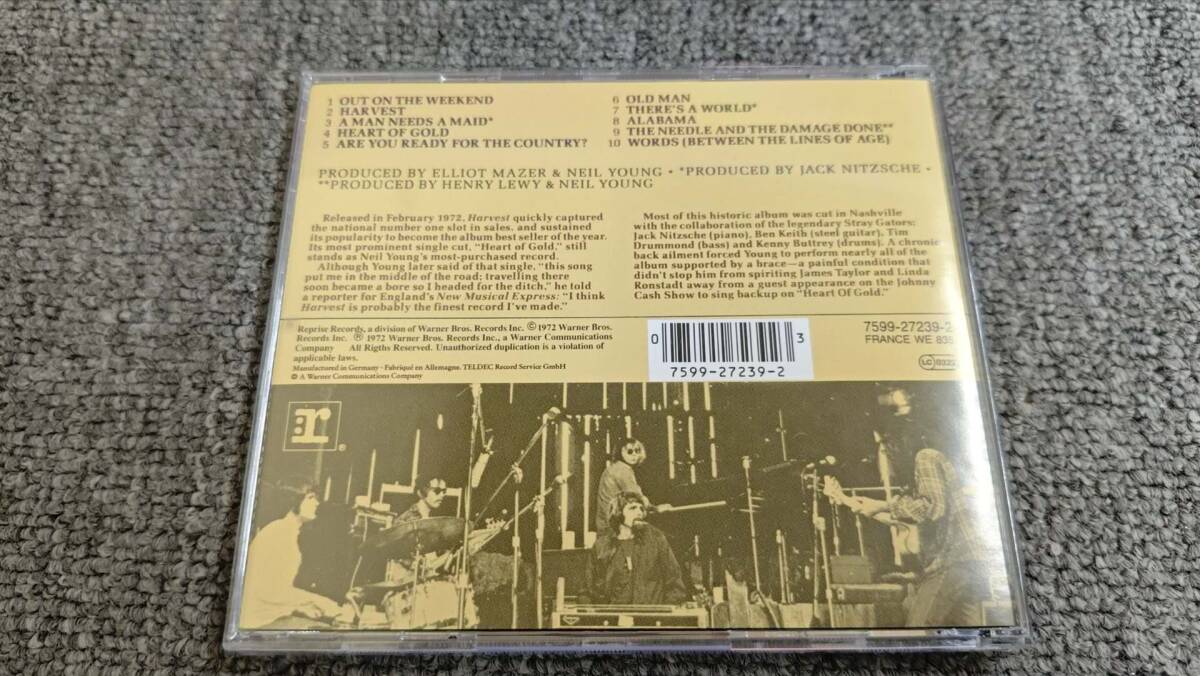 1 OUT ON THE WEEKEND
2 HARVEST
3 A MAN NEEDS A MAID*
4 HEART OF GOLD
5 ARE YOU READY FOR THE COUNTRY?
6 OLD MAN
7 THERE'S A WORLD*
8 ALABAMA
9 THE NEEDLE AND THE DAMAGE DONE**
10 WORDS (BETWEEN THE LINES OF AGE)
PRODUCED BY ELLIOT MAZER & NEIL YOUNG • *PRODUCED BY JACK NITZSCHE •
**PRODUCED BY HENRY LEWY & NEIL YOUNG
Released in February 1972, Harvest quickly captured
the national number one slot in sales, and sustained
its popularity to become the album best seller of the year.
Its most prominent single cut, "Heart of Gold," still
stands as Neil Young's most-purchased record.
Although Young later said of that single, "this song
put me in the middle of the road; travelling there
soon became a bore so I headed for the ditch," he told
a reporter for England's New Musical Express: "I think
Harvest is probably the finest record I've made."
Most of this historic album was cut in Nashville
with the collaboration of the legendary Stray Gators:
Jack Nitzsche (piano), Ben Keith (steel guitar), Tim
Drummond (bass) and Kenny Buttrey (drums). A chronic
back ailment forced Young to perform nearly all of the
album supported by a brace—a painful condition that
didn't stop him from spiriting James Taylor and Linda
Ronstadt away from a guest appearance on the Johnny
Cash Show to sing backup on "Heart Of Gold."
Reprise Records, a division of Warner Bros. Records Inc. ©1972 Warner Bros.
Records Inc. ℗ 1972 Warner Bros. Records Inc., a Warner Communications
Company All Rigths Reserved. Unauthorized duplication is a violation of
applicable laws.
Manufactured in Germany · Fabriqué en Allemagne. TELDEC Record Service GmbH
© A Warner Communications Company
0 3
7599-27239-2
7599-27239-2
FRANCE WE 835
LC
r ®